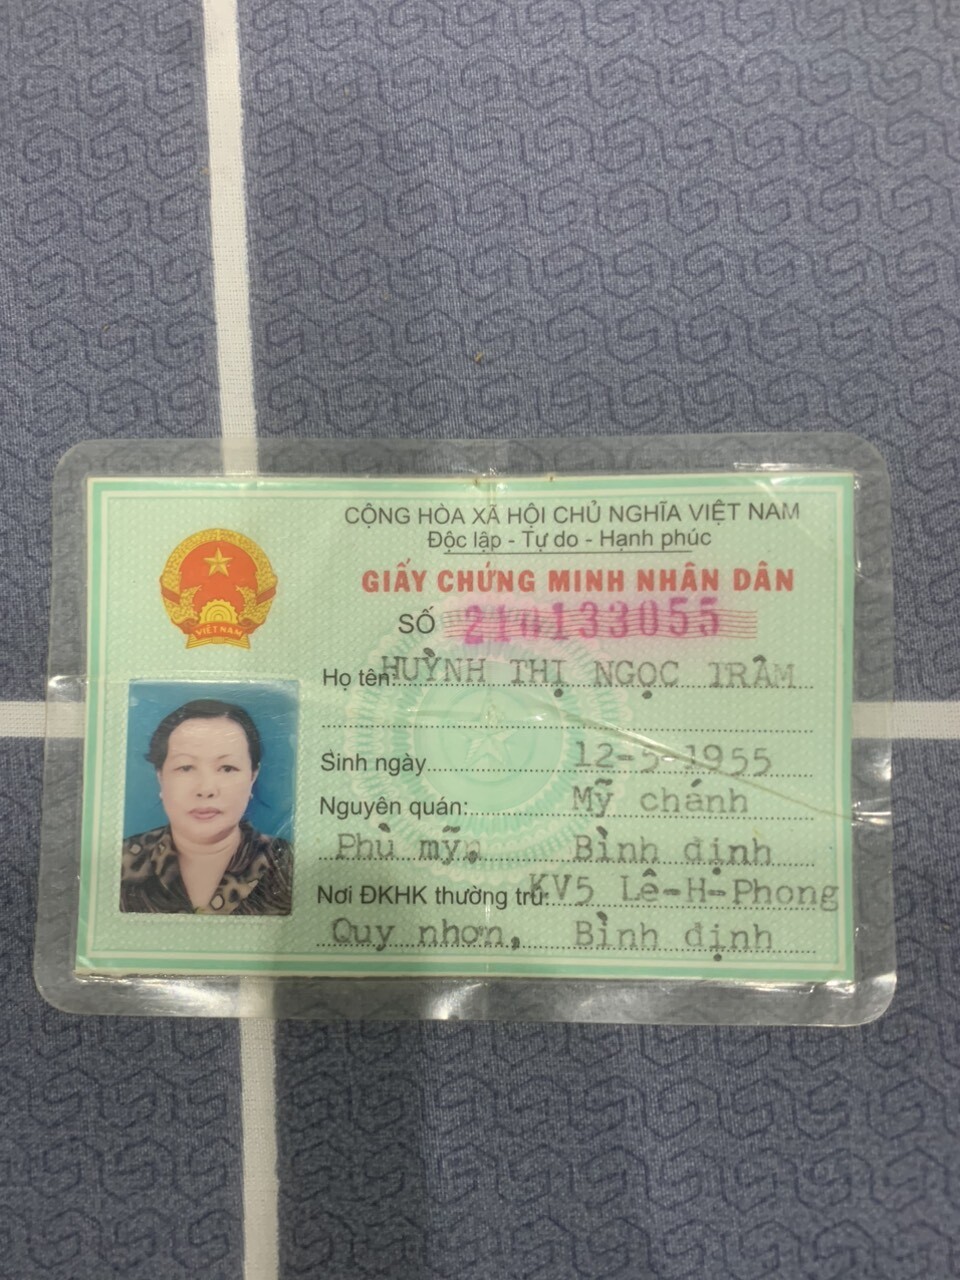 CỘNG HÒA XÃ HỘI CHỦ NGHĨA VIỆT NAM
Độc lập - Tự do - Hạnh phúc
GIẤY CHỨNG MINH NHÂN DÂN
SỐ 210133055
Họ tên: HUỲNH THỊ NGỌC TRÂM
Sinh ngày 12-5-1955
Nguyên quán: Mỹ chánh
Phù mỹ, Bình định
Nơi ĐKHK thường trú: KV5 Lê-H-Phong
Quy nhơn, Bình định
VIỆT NAM